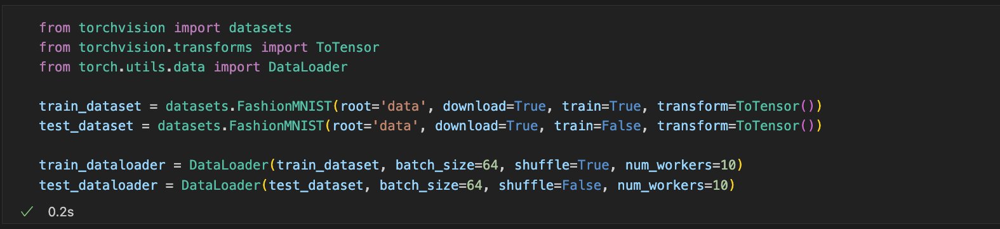 from torchvision import datasets
from torchvision.transforms import ToTensor
from torch.utils.data import DataLoader
train_dataset = datasets.FashionMNIST(root='data', download=True, train=True, transform=ToTensor())
test_dataset = datasets.FashionMNIST(root='data', download=True, train=False, transform=ToTensor())
train_dataloader = DataLoader(train_dataset, batch_size=64, shuffle=True, num_workers=10)
test_dataloader = DataLoader(test_dataset, batch_size=64, shuffle=False, num_workers=10)
✓ 0.2s